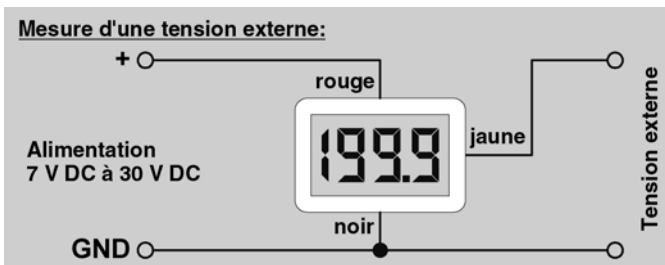 Mesure d'une tension externe:
+
rouge
jaune
199.9
Alimentation
7 V DC à 30 V DC
noir
GND
Tension externe